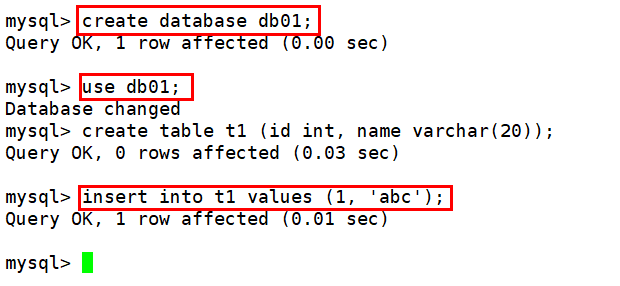 mysql> create database db01;
Query OK, 1 row affected (0.00 sec)
mysql> use db01;
Database changed
mysql> create table t1 (id int, name varchar(20));
Query OK, 0 rows affected (0.03 sec)
mysql> insert into t1 values (1, 'abc');
Query OK, 1 row affected (0.01 sec)
mysql>